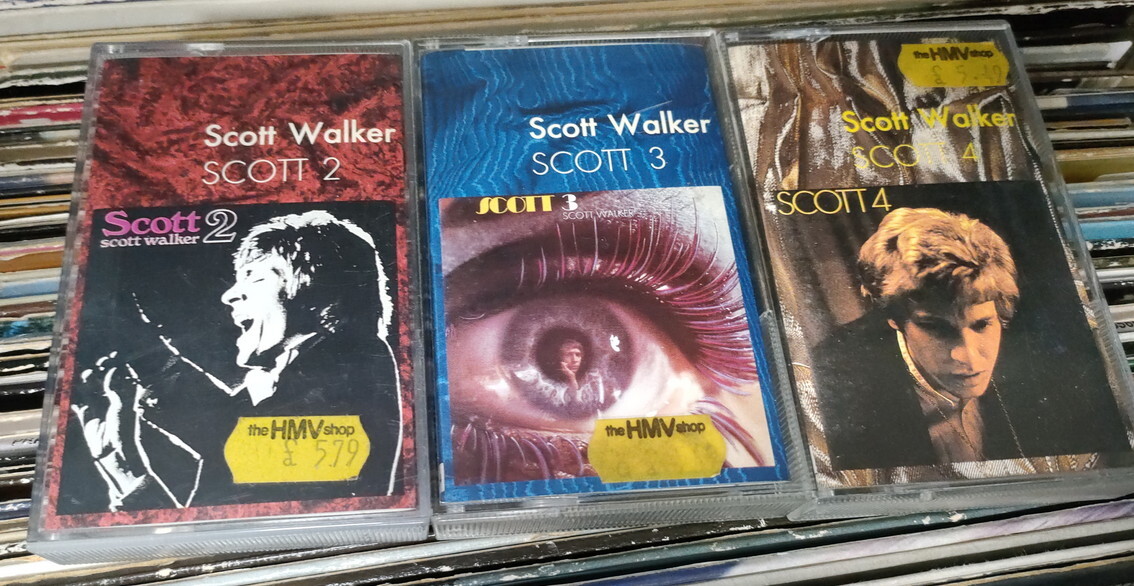 Scott Walker
SCOTT 2
Scott 2
scott walker
the HMV shop
£ 5.79
Scott Walker
SCOTT 3
SCOTT 3
SCOTT WALKER
the HMV shop
the HMV shop
Scott Walker
SCOTT 4
SCOTT 4